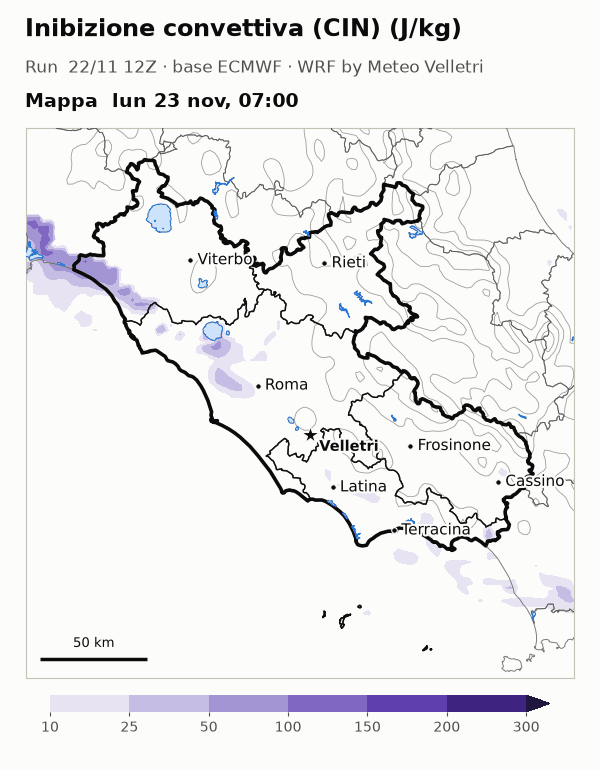 Inibizione convettiva (CIN) (J/kg)
Run  22/11 12Z · base ECMWF · WRF by Meteo Velletri
Mappa  lun 23 nov, 07:00
Viterbo
Rieti
Roma
Velletri
Frosinone
Cassino
Latina
Terracina
50 km
10 25 50 100 150 200 300